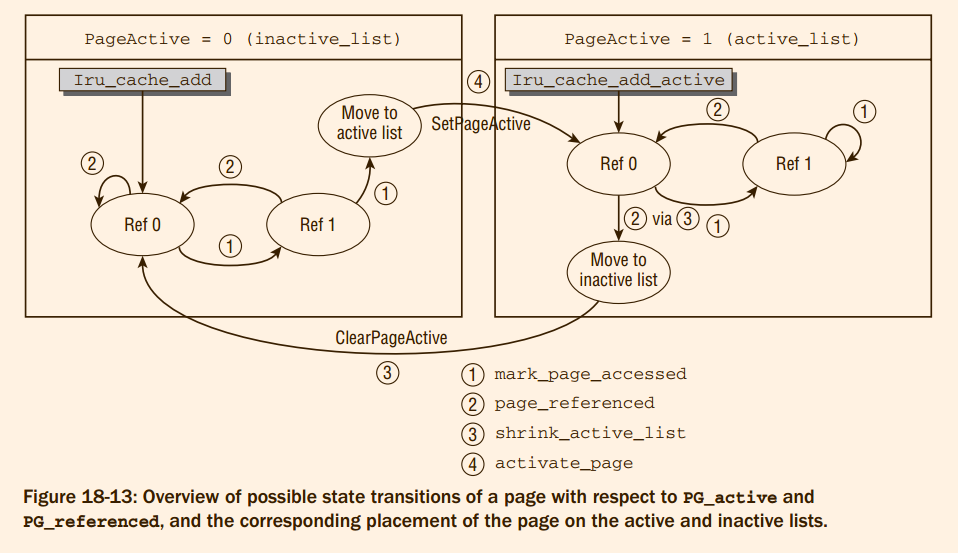 PageActive = 0 (inactive_list)
PageActive = 1 (active_list)
Iru_cache_add
4
Iru_cache_add_active
Move to
active list
SetPageActive
2
1
2
2
1
Ref 0
Ref 1
Ref 0
Ref 1
1
2 via 3
1
Move to
inactive list
ClearPageActive
3
1 mark_page_accessed
2 page_referenced
3 shrink_active_list
4 activate_page
Figure 18-13: Overview of possible state transitions of a page with respect to PG_active and
PG_referenced, and the corresponding placement of the page on the active and inactive lists.